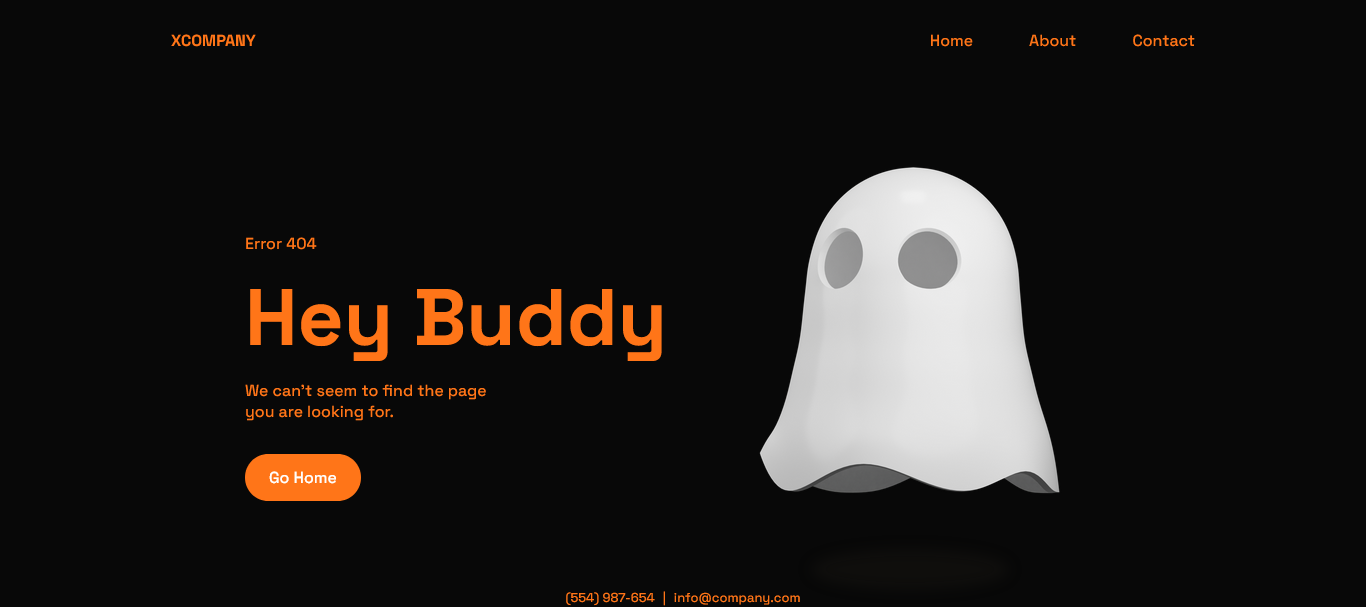 XCOMPANY
Home
About
Contact
Error 404
Hey Buddy
We can't seem to find the page
you are looking for.
Go Home
(554) 987-654 | info@company.com